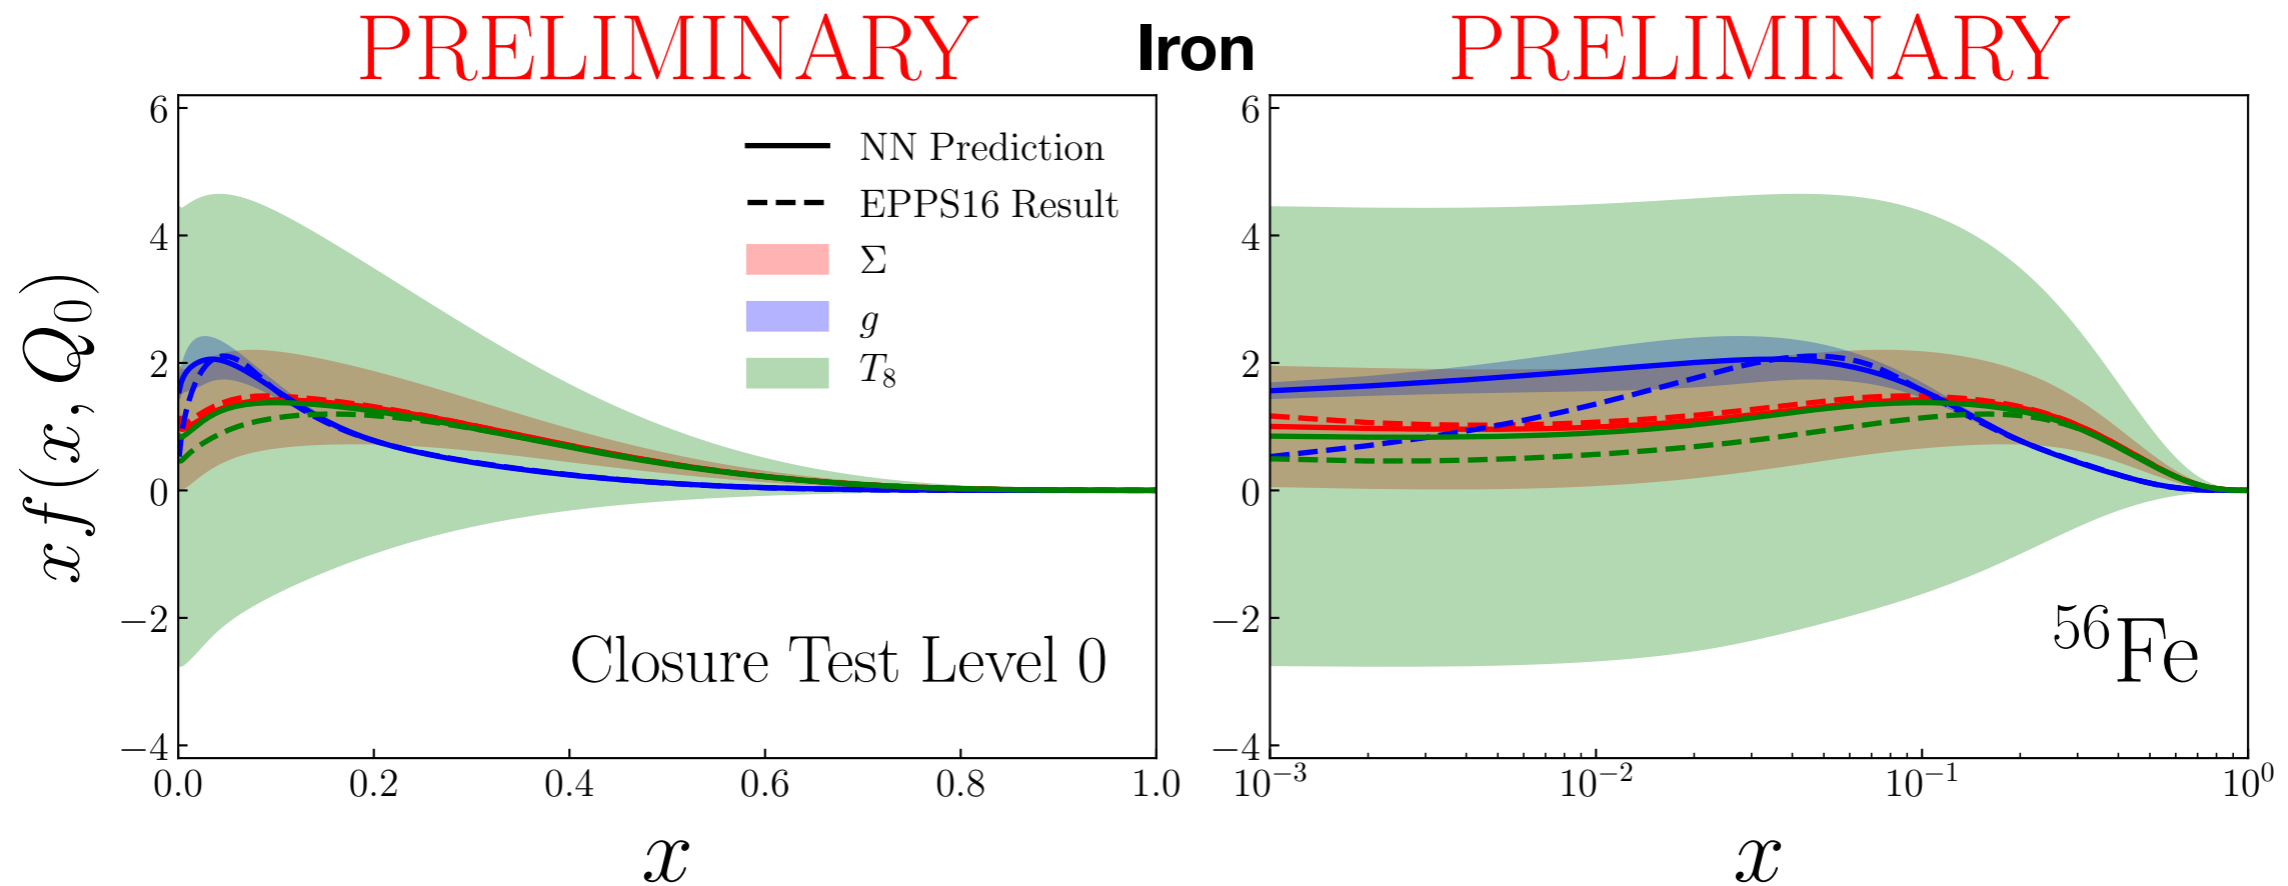 PRELIMINARY Iron PRELIMINARY
6
4
2
0
−2
−4
x f(x, Q₀)
NN Prediction
EPPS16 Result
Σ
g
T₈
Closure Test Level 0
0.0 0.2 0.4 0.6 0.8 1.0
x
6
4
2
0
−2
−4
⁵⁶Fe
10⁻³ 10⁻² 10⁻¹ 10⁰
x